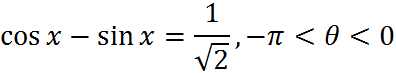 cos x − sin x = 1/√2, −π < θ < 0